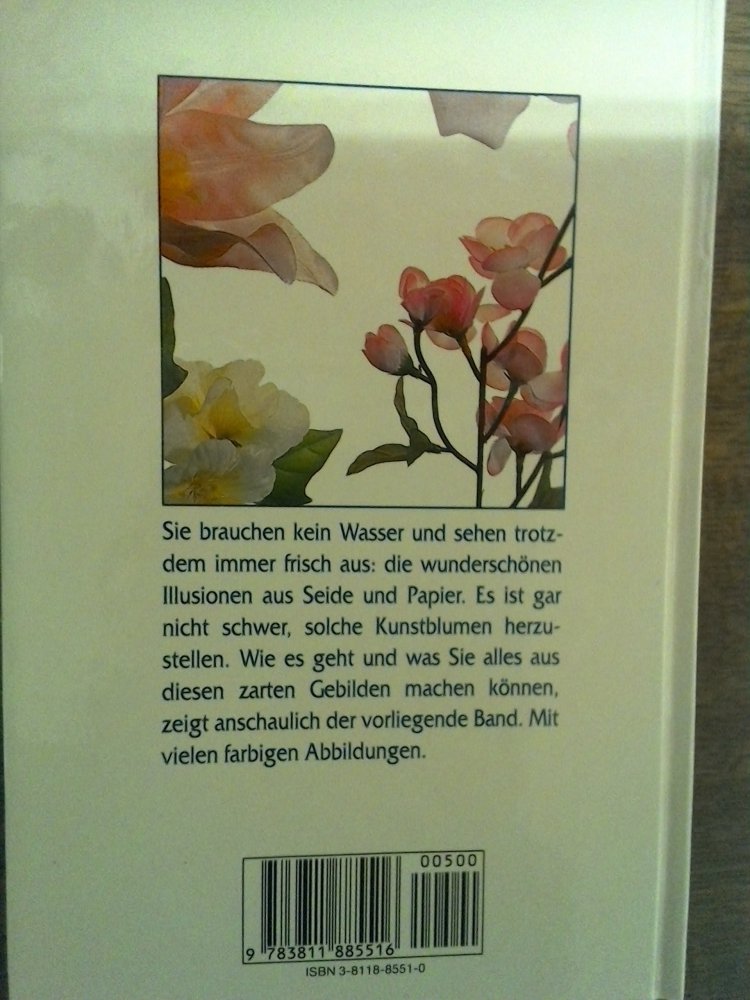 Sie brauchen kein Wasser und sehen trotz-
dem immer frisch aus: die wunderschönen
Illusionen aus Seide und Papier. Es ist gar
nicht schwer, solche Kunstblumen herzu-
stellen. Wie es geht und was Sie alles aus
diesen zarten Gebilden machen können,
zeigt anschaulich der vorliegende Band. Mit
vielen farbigen Abbildungen.
00500
9 783811 885516
ISBN 3-8118-8551-0